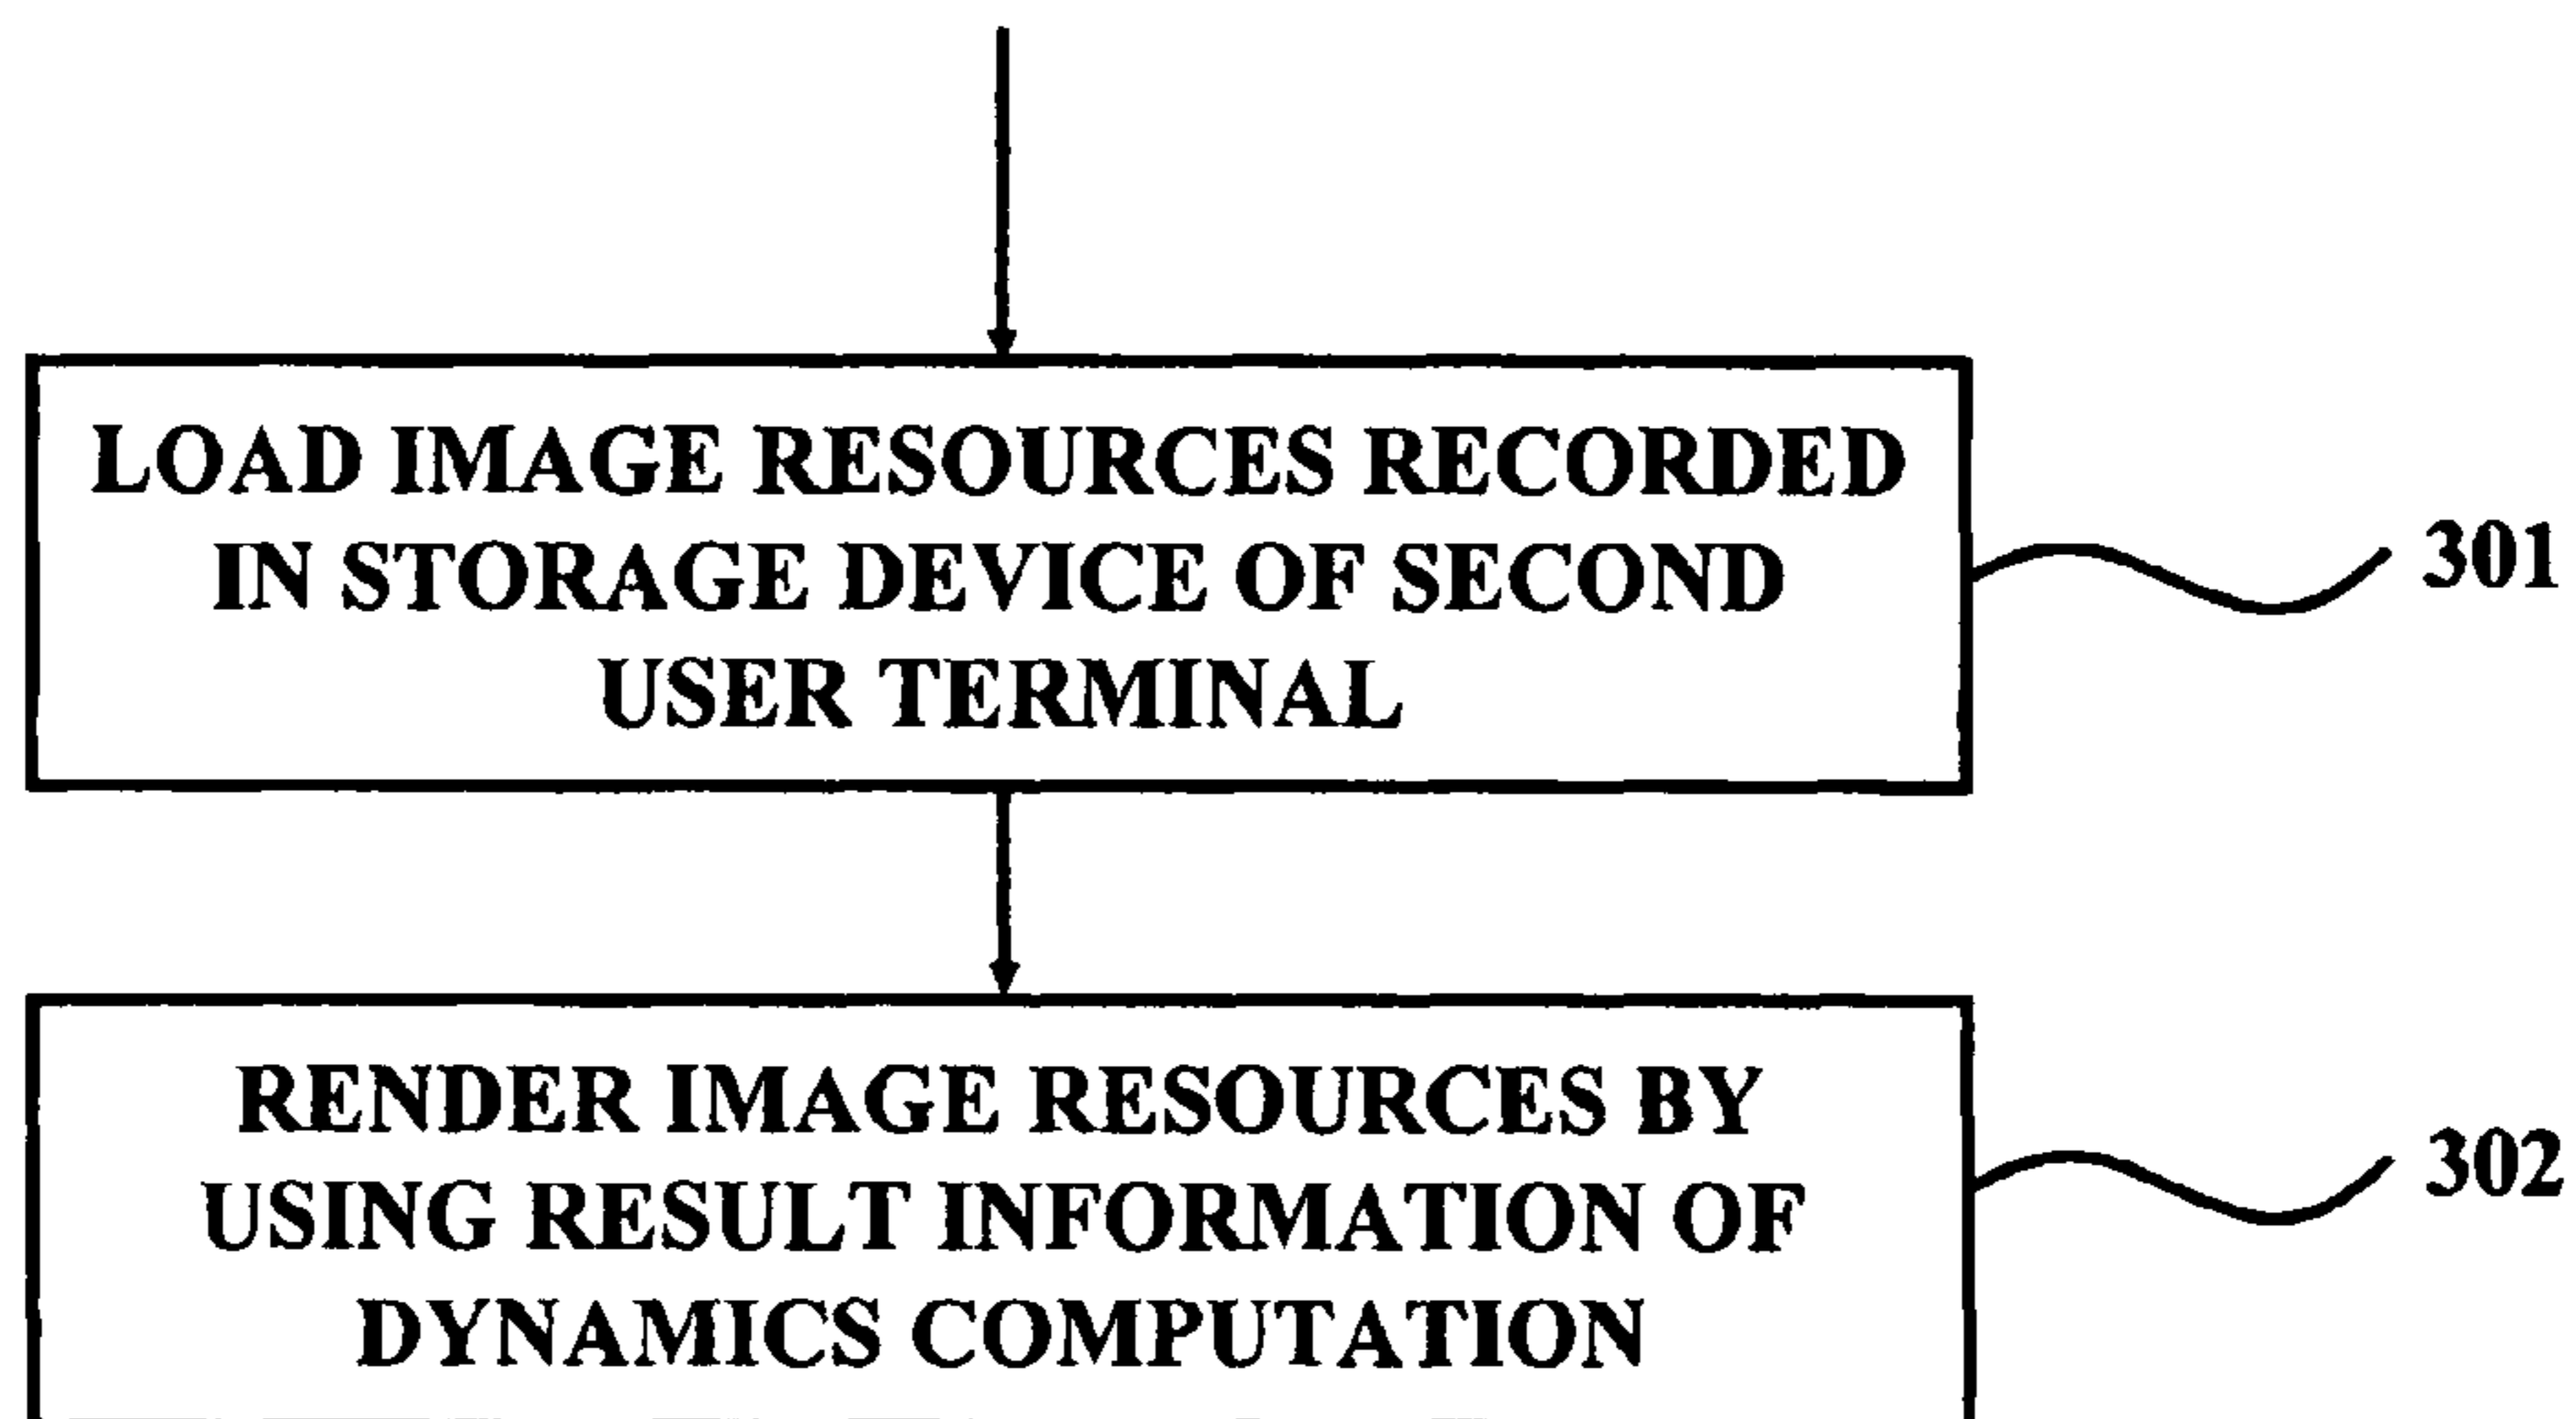 LOAD IMAGE RESOURCES RECORDED
IN STORAGE DEVICE OF SECOND
USER TERMINAL
301
RENDER IMAGE RESOURCES BY
USING RESULT INFORMATION OF
DYNAMICS COMPUTATION
302